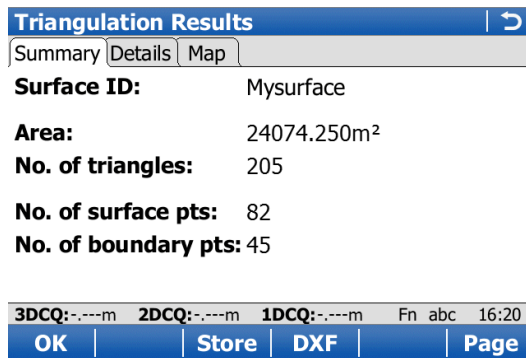 Triangulation Results
Summary Details Map
Surface ID: Mysurface
Area: 24074.250m²
No. of triangles: 205
No. of surface pts: 82
No. of boundary pts: 45
3DCQ:-.---m 2DCQ:-.---m 1DCQ:-.---m Fn abc 16:20
OK Store DXF Page